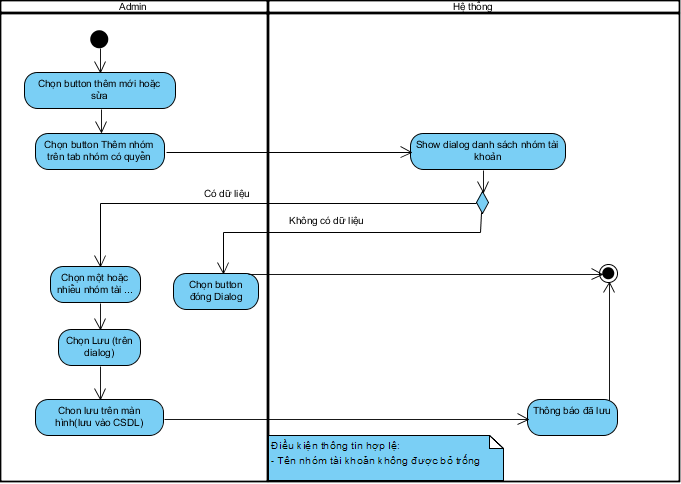 Admin
Hệ thống
Chọn button thêm mới hoặc
sửa
Chọn button Thêm nhóm
trên tab nhóm có quyền
Show dialog danh sách nhóm tài
khoản
Có dữ liệu
Không có dữ liệu
Chọn một hoặc
nhiều nhóm tài ...
Chọn button
đóng Dialog
Chọn Lưu (trên
dialog)
Chon lưu trên màn
hình(lưu vào CSDL)
Thông báo đã lưu
Điều kiện thông tin hợp lệ:
- Tên nhóm tài khoản không được bỏ trống